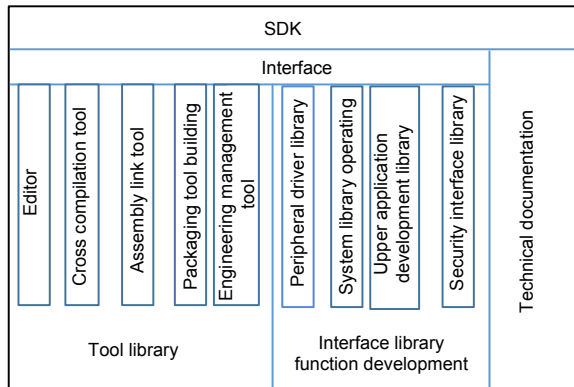 SDK
Interface
Editor
Cross compilation tool
Assembly link tool
Packaging tool building
Engineering management
tool
Peripheral driver library
System library operating
Upper application
development library
Security interface library
Technical documentation
Tool library
Interface library
function development